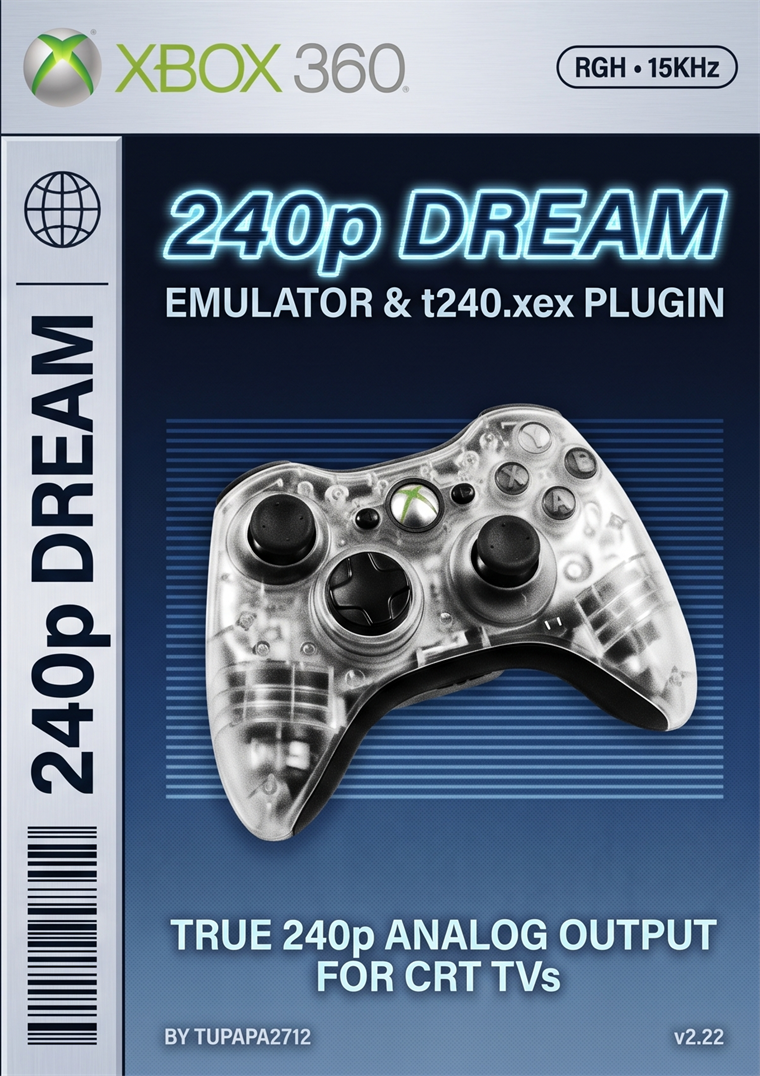 XBOX 360
RGH • 15KHz
240p DREAM
240p DREAM
EMULATOR & t240.xex PLUGIN
Y
B
X
A
TRUE 240p ANALOG OUTPUT
FOR CRT TVs
BY TUPAPA2712
v2.22